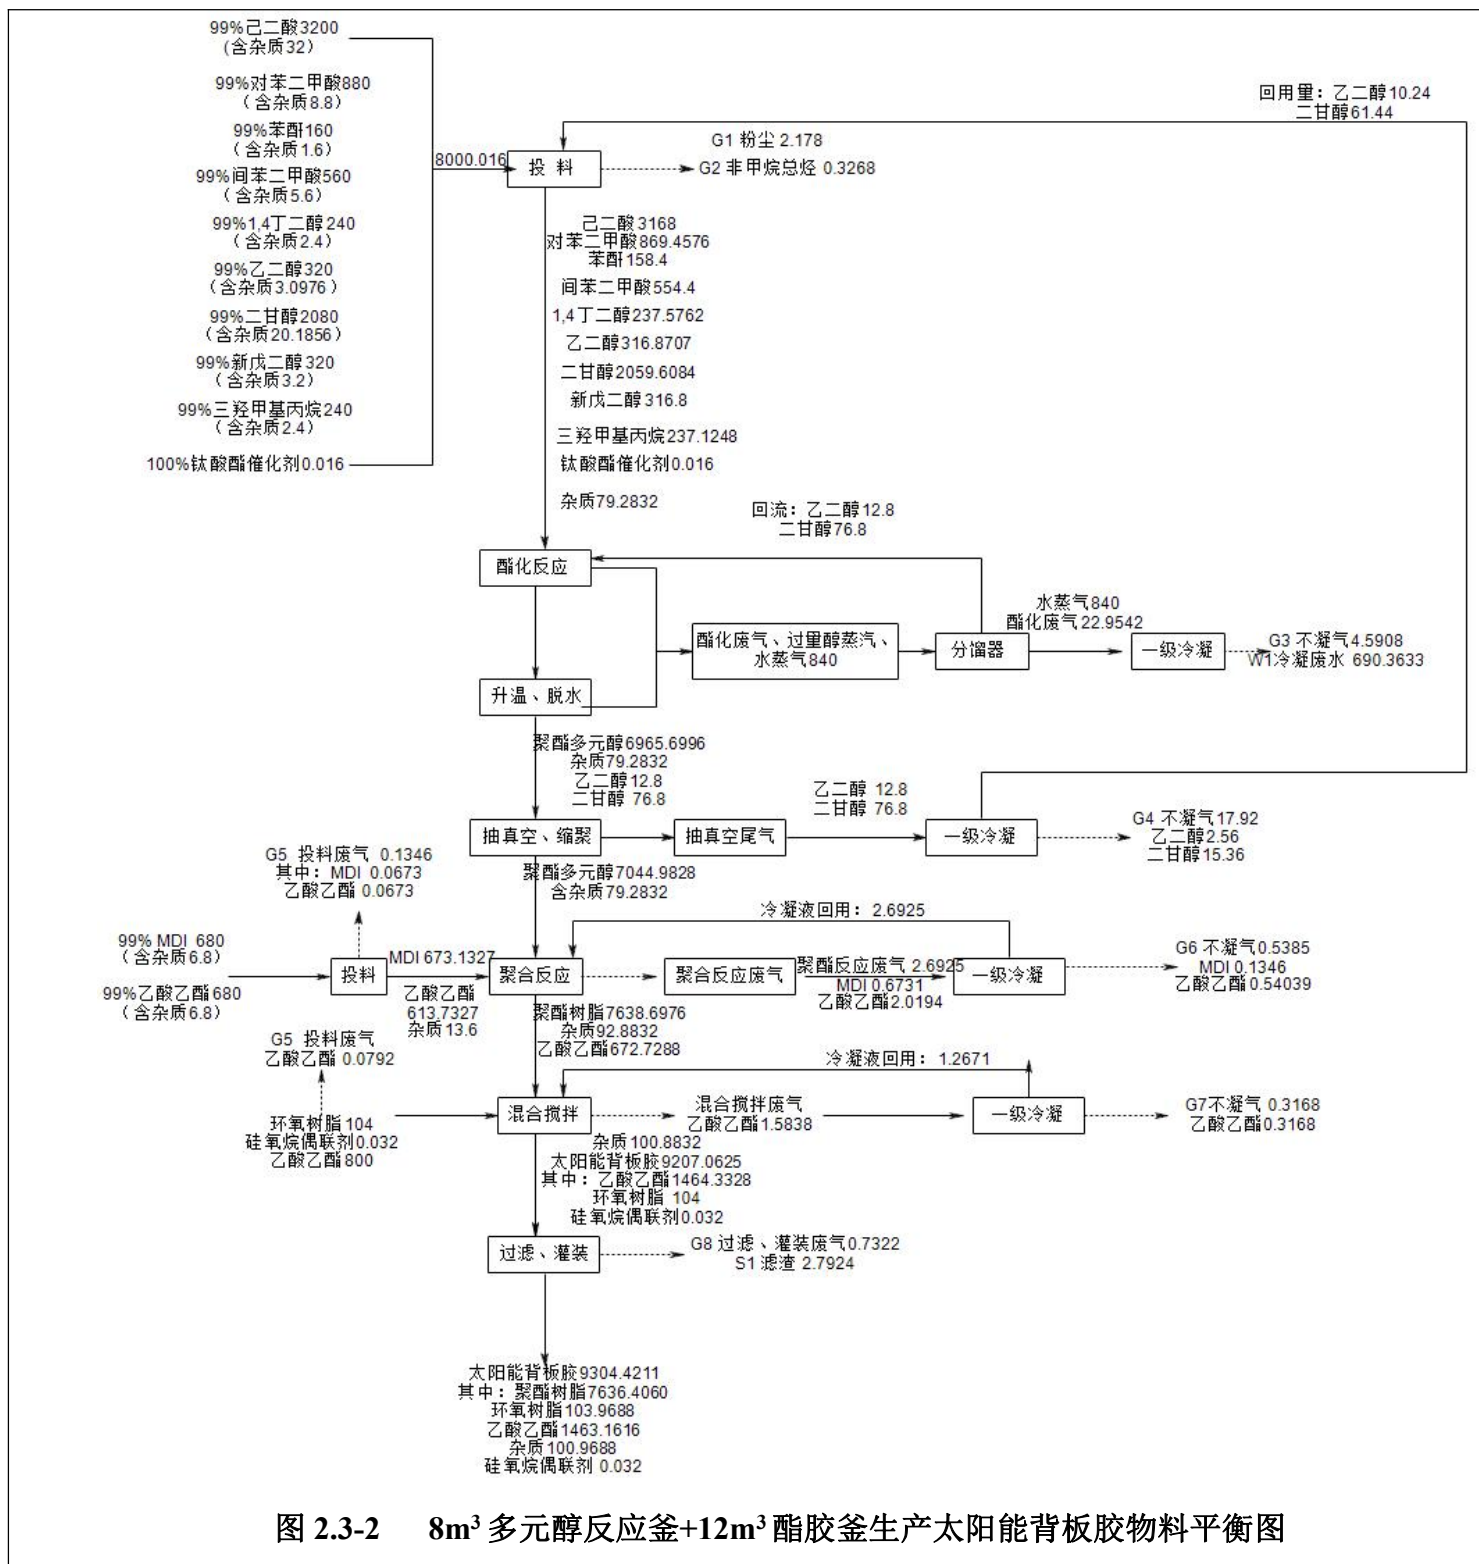 99%己二酸3200
(含杂质32)
99%对苯二甲酸880
(含杂质8.8)
99%苯酐160
(含杂质1.6)
99%间苯二甲酸560
(含杂质5.6)
99%1,4丁二醇240
(含杂质2.4)
99%乙二醇320
(含杂质3.0976)
99%二甘醇2080
(含杂质20.1856)
99%新戊二醇320
(含杂质3.2)
99%三羟甲基丙烷240
(含杂质2.4)
100%钛酸酯催化剂0.016
8000.016
投 料
G1 粉尘 2.178
G2 非甲烷总烃 0.3268
回用量：乙二醇10.24
二甘醇61.44
己二酸3168
对苯二甲酸869.4576
苯酐158.4
间苯二甲酸554.4
1,4丁二醇237.5762
乙二醇316.8707
二甘醇2059.6084
新戊二醇316.8
三羟甲基丙烷237.1248
钛酸酯催化剂0.016
杂质79.2832
回流：乙二醇12.8
二甘醇76.8
酯化反应
酯化废气、过量醇蒸汽、
水蒸气840
分馏器
水蒸气840
酯化废气22.9542
一级冷凝
G3 不凝气4.5908
W1冷凝废水 690.3633
升温、脱水
聚酯多元醇6965.6996
杂质79.2832
乙二醇12.8
二甘醇 76.8
抽真空、缩聚
抽真空尾气
乙二醇 12.8
二甘醇 76.8
一级冷凝
G4 不凝气17.92
乙二醇2.56
二甘醇15.36
聚酯多元醇7044.9828
含杂质79.2832
G5 投料废气 0.1346
其中：MDI 0.0673
乙酸乙酯 0.0673
99% MDI 680
(含杂质6.8)
99%乙酸乙酯680
(含杂质6.8)
投料
MDI 673.1327
乙酸乙酯
613.7327
杂质13.6
聚合反应
冷凝液回用：2.6925
聚合反应废气
聚酯反应废气 2.6925
MDI 0.6731
乙酸乙酯2.0194
一级冷凝
G6 不凝气0.5385
MDI 0.1346
乙酸乙酯0.54039
聚酯树脂7638.6976
杂质92.8832
乙酸乙酯672.7288
G5 投料废气
乙酸乙酯 0.0792
环氧树脂104
硅氧烷偶联剂0.032
乙酸乙酯800
混合搅拌
冷凝液回用：1.2671
混合搅拌废气
乙酸乙酯1.5838
一级冷凝
G7不凝气 0.3168
乙酸乙酯0.3168
杂质100.8832
太阳能背板胶9207.0625
其中：乙酸乙酯1464.3328
环氧树脂 104
硅氧烷偶联剂0.032
过滤、灌装
G8 过滤、灌装废气0.7322
S1 滤渣 2.7924
太阳能背板胶9304.4211
其中：聚酯树脂7636.4060
环氧树脂103.9688
乙酸乙酯1463.1616
杂质100.9688
硅氧烷偶联剂 0.032
图 2.3-2 8m³多元醇反应釜+12m³酯胶釜生产太阳能背板胶物料平衡图